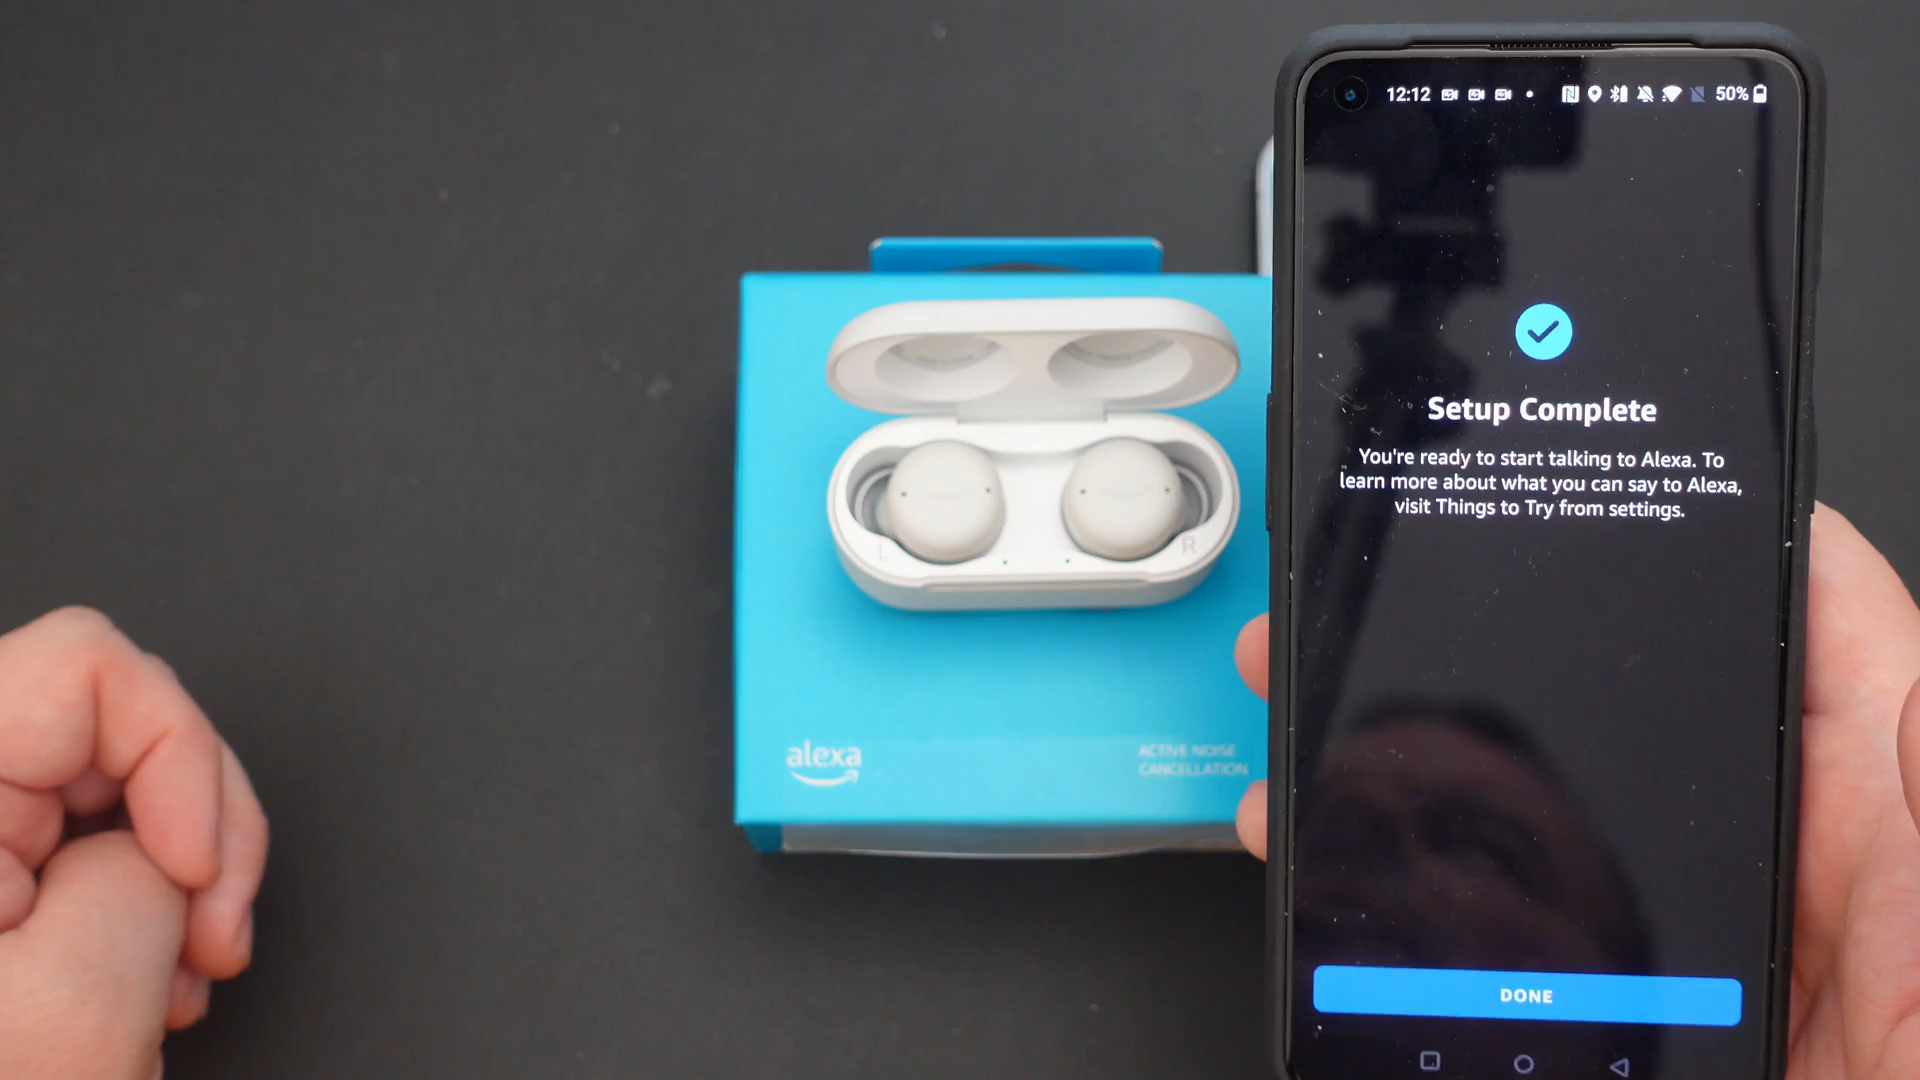 12:12
50%
Setup Complete
You're ready to start talking to Alexa. To
learn more about what you can say to Alexa,
visit Things to Try from settings.
DONE
L
R
alexa
ACTIVE NOISE
CANCELLATION